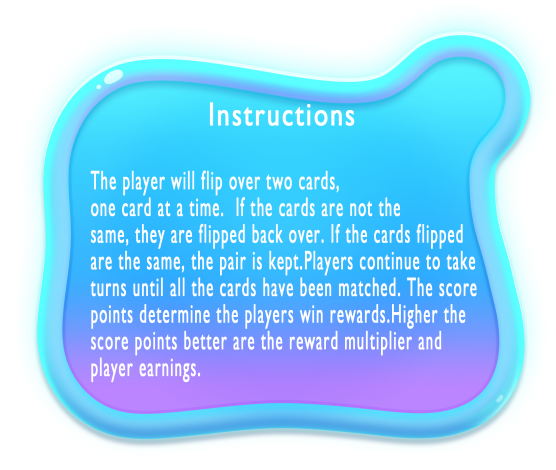 Instructions
The player will flip over two cards,
one card at a time.  If the cards are not the
same, they are flipped back over. If the cards flipped
are the same, the pair is kept.Players continue to take
turns until all the cards have been matched. The score
points determine the players win rewards.Higher the
score points better are the reward multiplier and
player earnings.